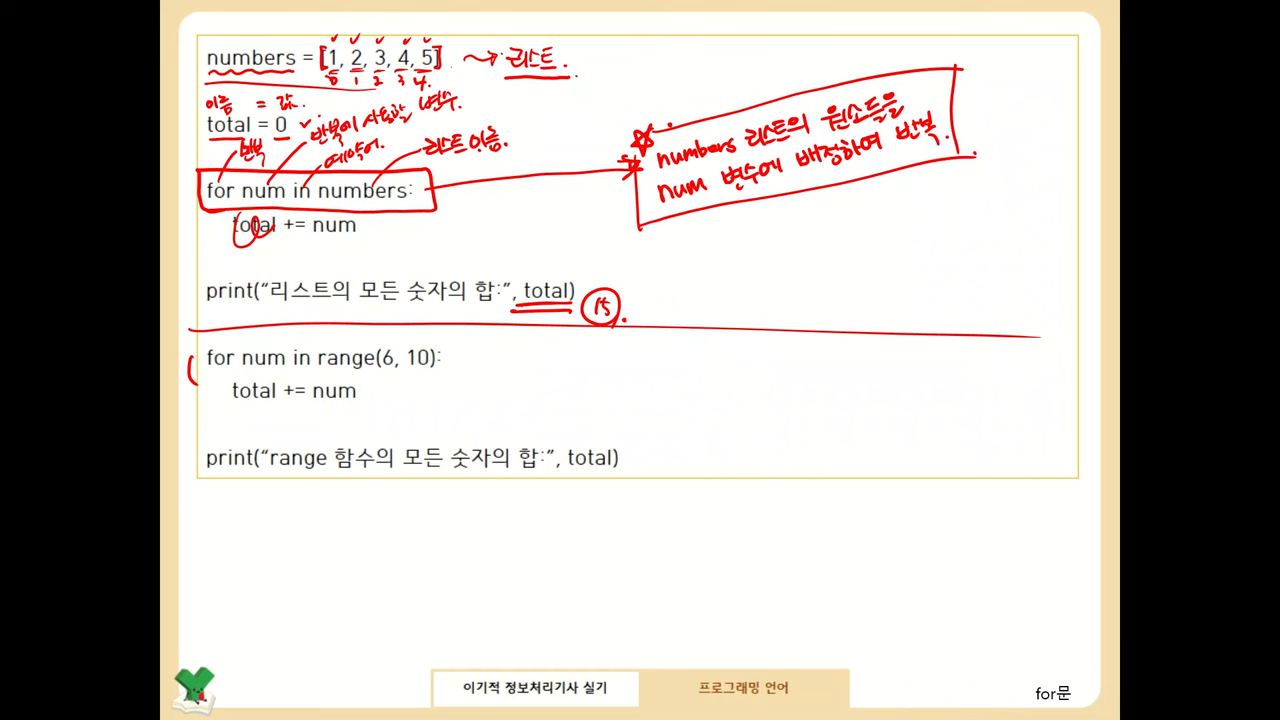 numbers = [1, 2, 3, 4, 5] → 리스트.
0 1 2 3 4.
이름 = 값.
total = 0
반복에 사용할 변수.
반복
예약어.
리스트 이름.
numbers 리스트의 원소들을
num 변수에 배정하여 반복.
for num in numbers:
total += num
print(“리스트의 모든 숫자의 합:”, total)
15.
for num in range(6, 10):
total += num
print(“range 함수의 모든 숫자의 합:”, total)
이기적 정보처리기사 실기
프로그래밍 언어
for문